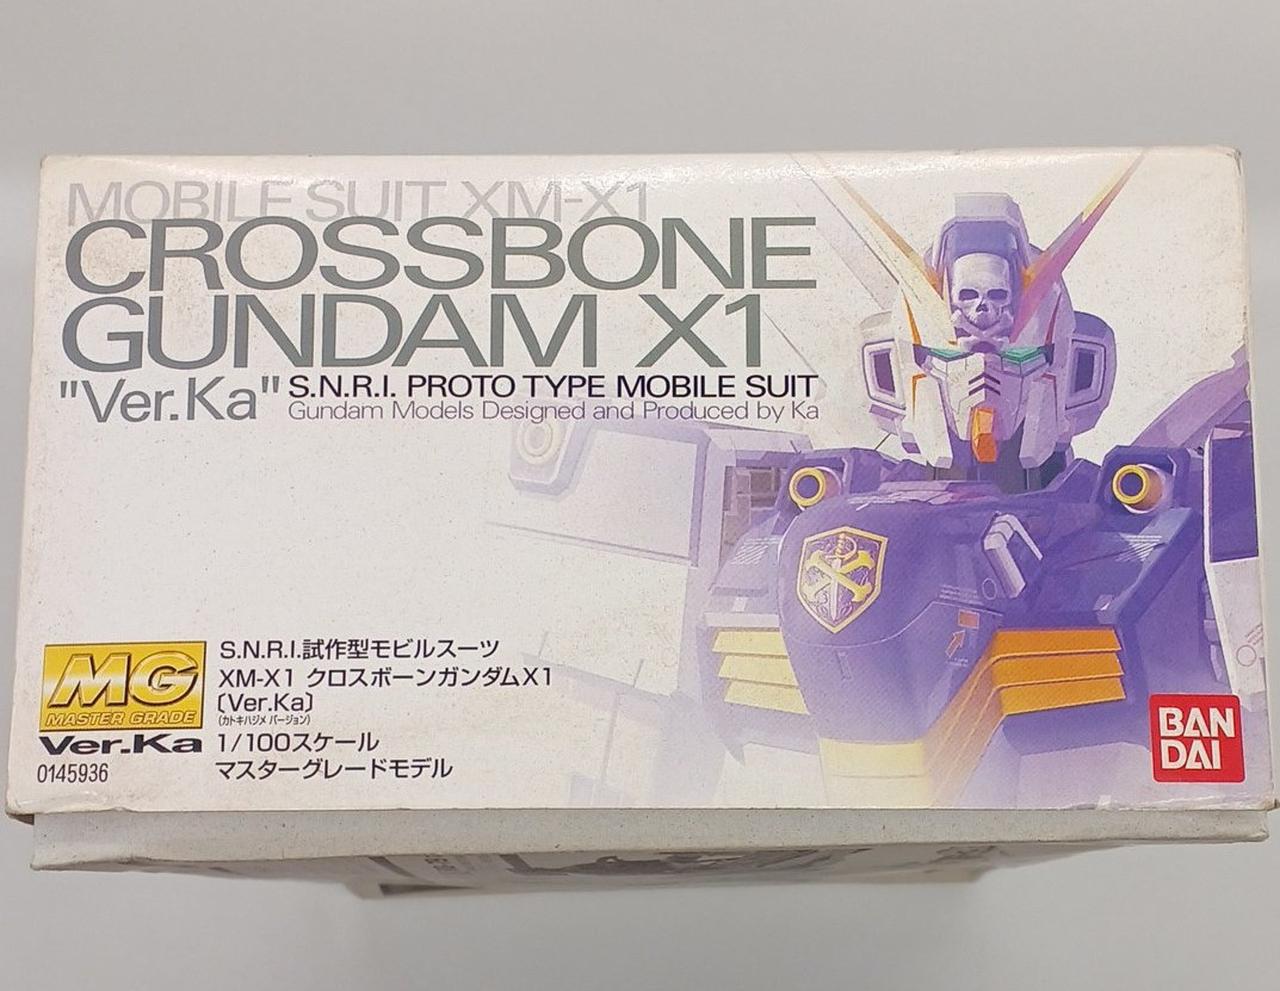 MOBILE SUIT XM-X1
CROSSBONE
GUNDAM X1
"Ver.Ka" S.N.R.I. PROTO TYPE MOBILE SUIT
Gundam Models Designed and Produced by Ka
MG
MASTER GRADE
Ver.Ka
0145936
S.N.R.I.試作型モビルスーツ
XM-X1 クロスボーンガンダムX1
〔Ver.Ka〕
(カトキハジメ バージョン)
1/100スケール
マスターグレードモデル
BAN
DAI